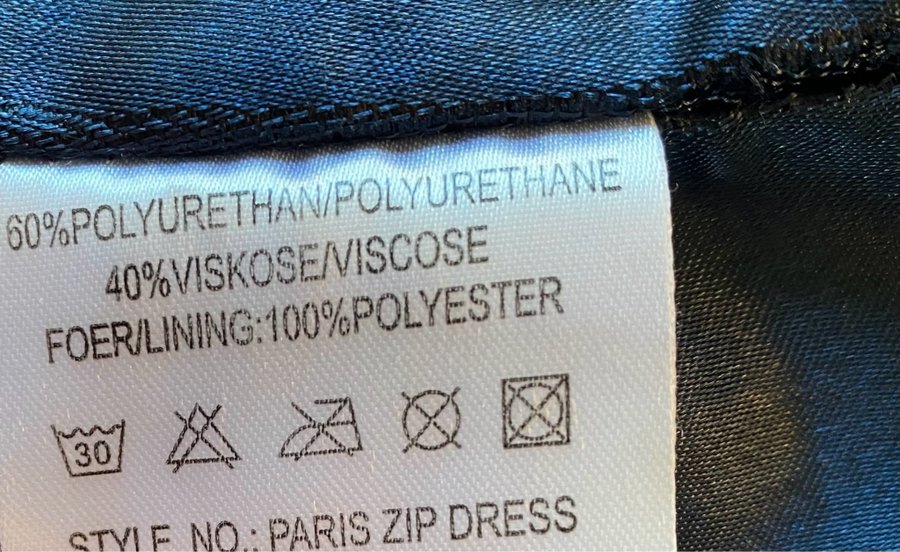 60%POLYURETHAN/POLYURETHANE
40%VISKOSE/VISCOSE
FOER/LINING:100%POLYESTER
30
STYLE NO.: PARIS ZIP DRESS